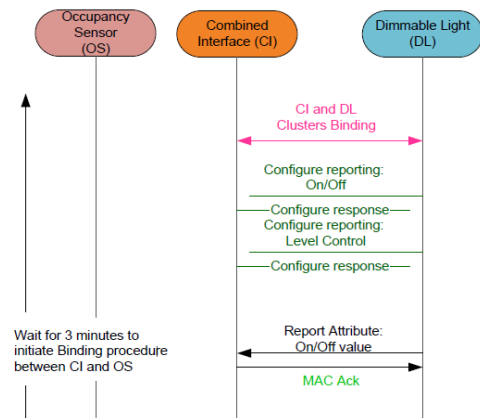 Occupancy
Sensor
(OS)
Combined
Interface (CI)
Dimmable Light
(DL)
CI and DL
Clusters Binding
Configure reporting:
On/Off
Configure response
Configure reporting:
Level Control
Configure response
Wait for 3 minutes to
initiate Binding procedure
between CI and OS
Report Attribute:
On/Off value
MAC Ack